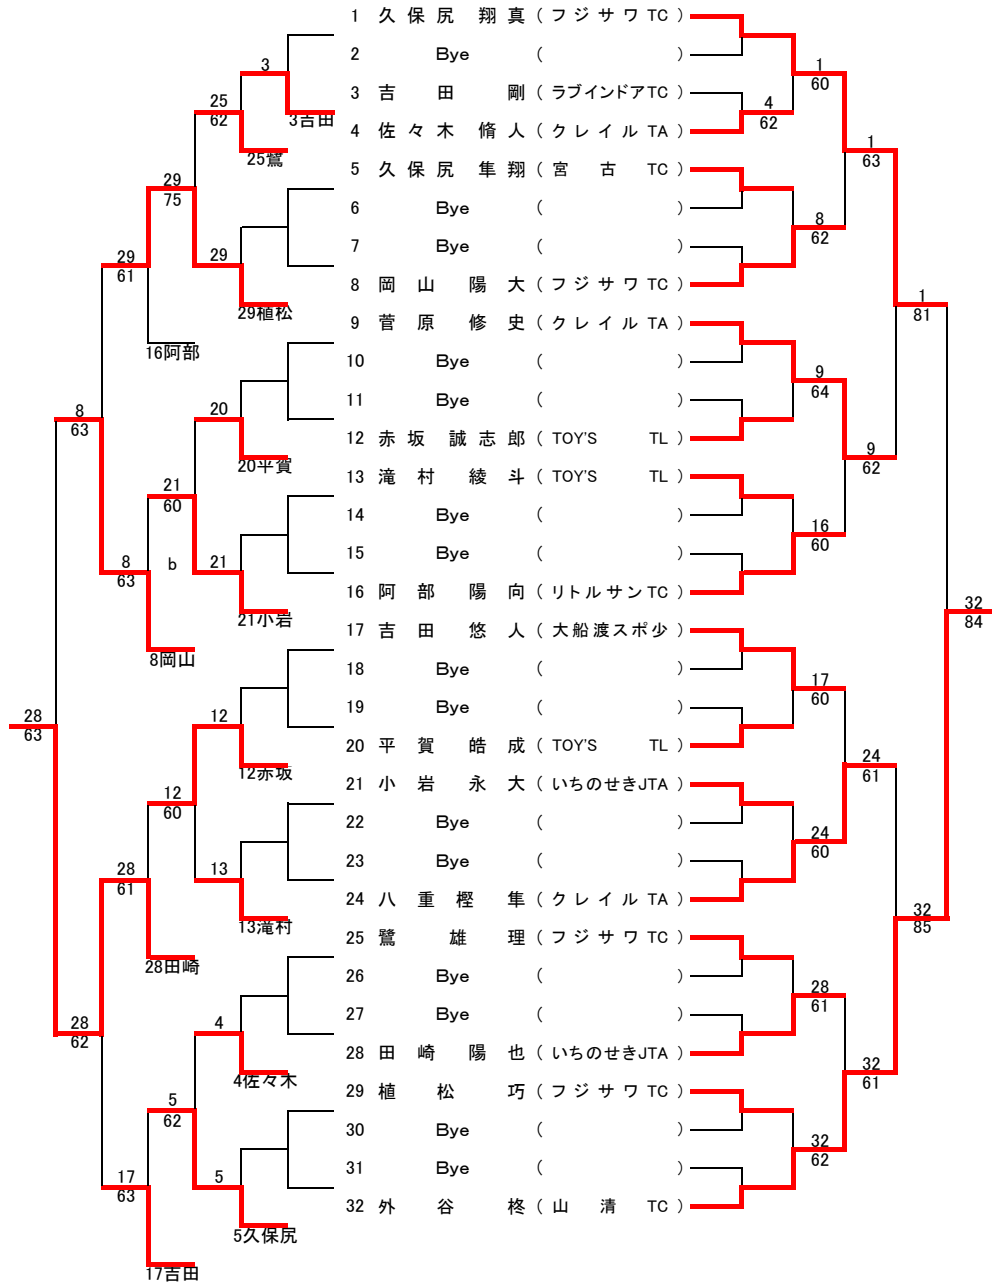 1 久保尻 翔真 ( フジサワ TC ) 
2 Bye ( )
3 1
60
3 吉田 剛 ( ラブインドアTC ) 4
25
62
3吉田
62
4 佐々木 脩人 ( クレイル TA )
1
63
25鷺
5 久保尻 隼翔 ( 宮古 TC )
29
75
6 Bye ( )
8
62
7 Bye ( )
29
29
61
8 岡山 陽大 ( フジサワ TC )
1
81
29植松
9 菅原 修史 ( クレイル TA )
16阿部
10 Bye ( )
9
64
11 Bye ( )
8
63
20
12 赤坂 誠志郎 ( TOY'S TL )
9
62
20平賀
13 滝村 綾斗 ( TOY'S TL )
21
60
14 Bye ( )
16
60
15 Bye ( )
8
63
b
21
16 阿部 陽向 ( リトルサンTC )
32
84
21小岩
17 吉田 悠人 ( 大船渡スポ少 )
8岡山
18 Bye ( )
17
60
19 Bye ( )
28
63
12
20 平賀 皓成 ( TOY'S TL )
24
61
12赤坂
21 小岩 永大 ( いちのせきJTA )
12
60
22 Bye ( )
24
60
23 Bye ( )
28
61
13
24 八重樫 隼 ( クレイル TA )
32
85
13滝村
25 鷺 雄理 ( フジサワ TC )
28田崎
26 Bye ( )
28
61
27 Bye ( )
28
62
4
28 田崎 陽也 ( いちのせきJTA )
32
61
4佐々木
29 植松 巧 ( フジサワ TC )
5
62
30 Bye ( )
32
62
31 Bye ( )
17
63
5
32 外谷 柊 ( 山清 TC )
5久保尻
17吉田